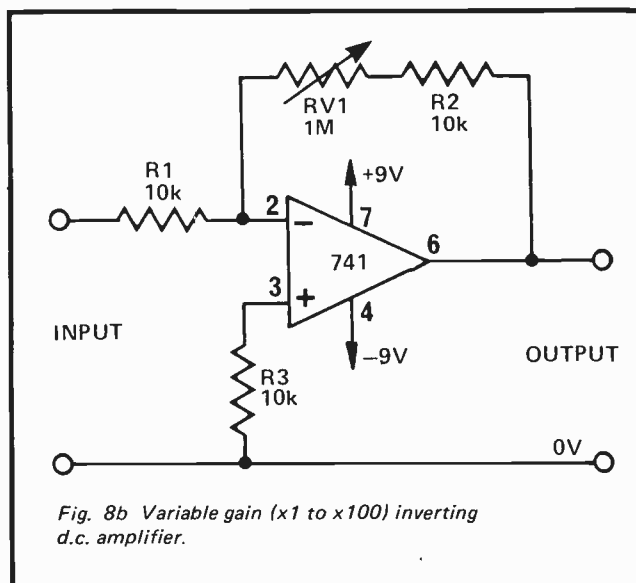 RV1
1M
R2
10k
R1
10k
+9V
2
−
7
741
6
3
+
4
−9V
INPUT
OUTPUT
R3
10k
0V
Fig. 8b Variable gain (x1 to x100) inverting
d.c. amplifier.